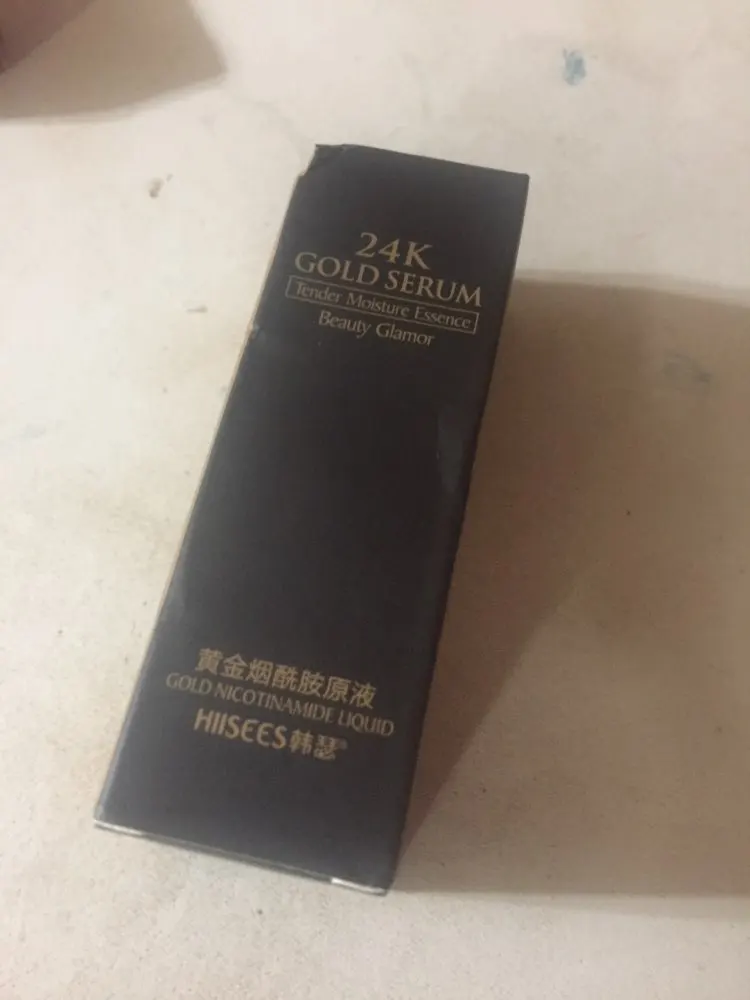 24K
GOLD SERUM
Tender Moisture Essence
Beauty Glamor
黄金烟酰胺原液
GOLD NICOTINAMIDE LIQUID
HIISEES韩瑟®